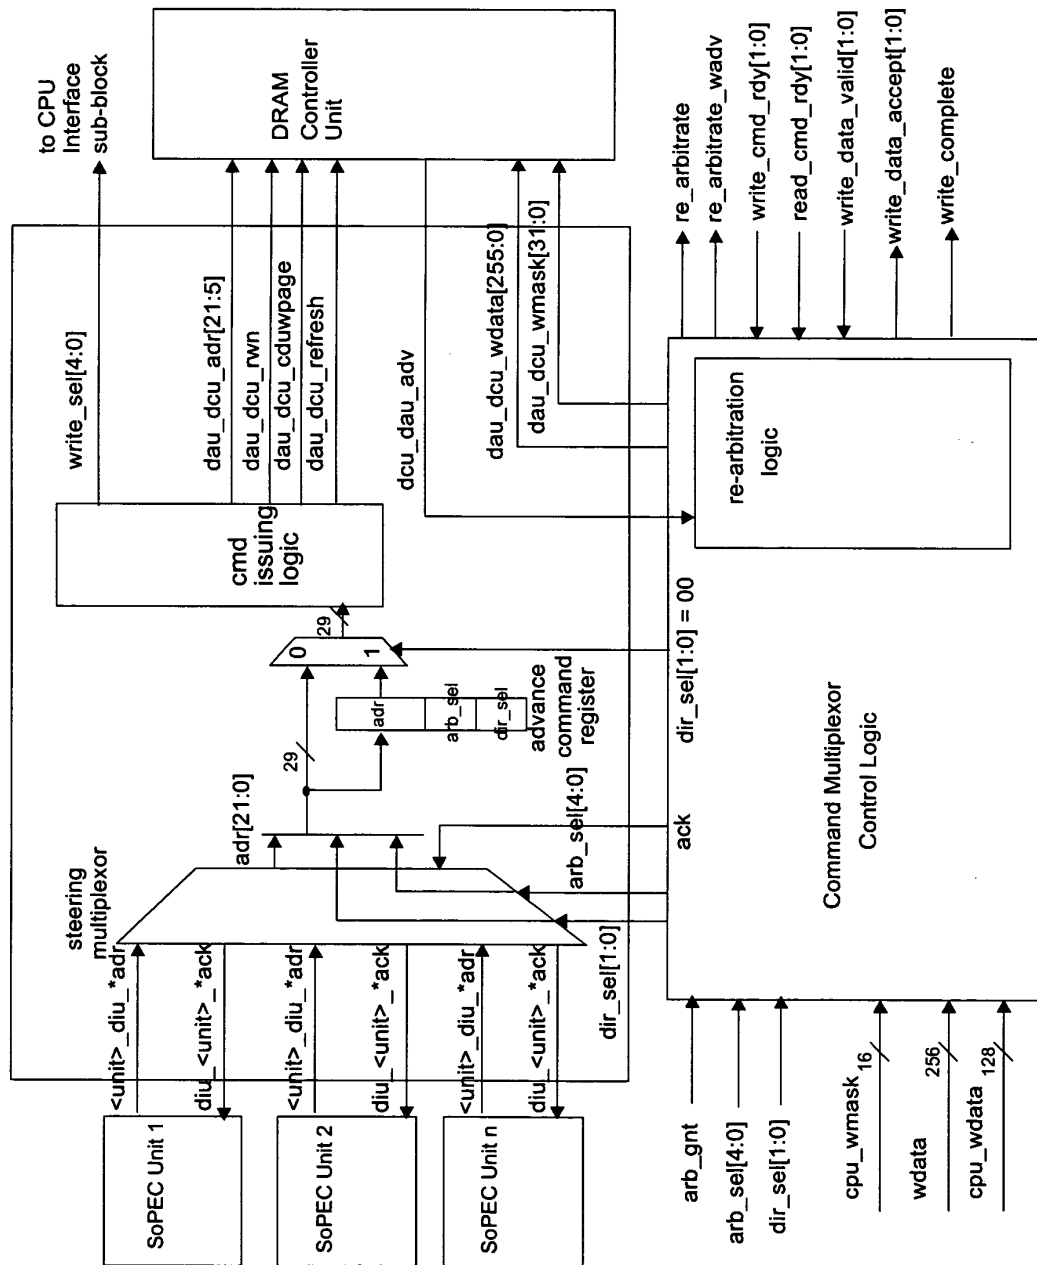 to CPU
Interface
sub-block
DRAM
Controller
Unit
write_sel[4:0]
dau_dcu_adr[21:5]
dau_dcu_rwn
dau_dcu_cduwpage
dau_dcu_refresh
dcu_dau_adv
dau_dcu_wdata[255:0]
dau_dcu_wmask[31:0]
re_arbitrate
re_arbitrate_wadv
write_cmd_rdy[1:0]
read_cmd_rdy[1:0]
write_data_valid[1:0]
write_data_accept[1:0]
write_complete
cmd
issuing
logic
29
0
1
adr
arb_sel
dir_sel
advance
command
register
dir_sel[1:0] = 00
re-arbitration
logic
29
adr[21:0]
arb_sel[4:0]
ack
Command Multiplexor
Control Logic
steering
multiplexor
<unit>_diu_*adr
diu_<unit>_*ack
<unit>_diu_*adr
diu_<unit>_*ack
<unit>_diu_*adr
diu_<unit>_*ack
dir_sel[1:0]
SoPEC Unit 1
SoPEC Unit 2
SoPEC Unit n
arb_gnt
arb_sel[4:0]
dir_sel[1:0]
cpu_wmask
16
wdata
256
cpu_wdata
128